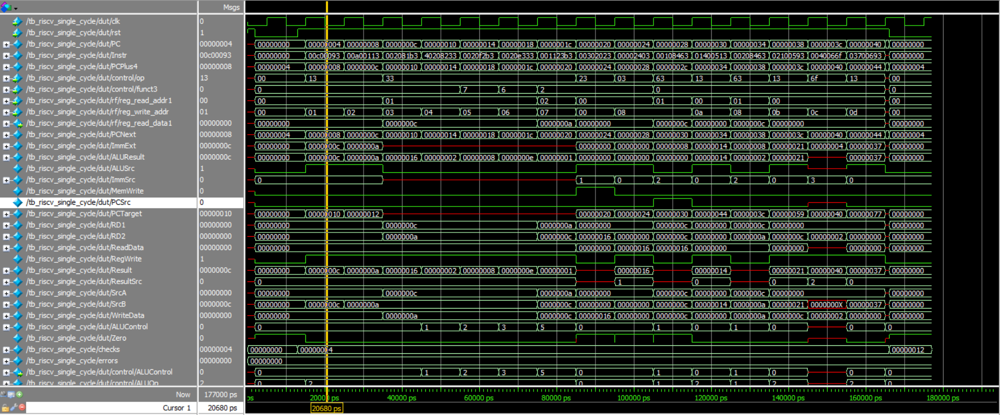 Msgs
/tb_riscv_single_cycle/dut/clk 0
/tb_riscv_single_cycle/dut/rst 1
/tb_riscv_single_cycle/dut/PC 00000004 00000000 00000004 00000008 0000000c 00000010 00000014 00000018 0000001c 00000020 00000024 00000028 00000030 00000034 00000038 0000003c 00000040 00000000
/tb_riscv_single_cycle/dut/Instr 00c00093 00000000 00c00093 00a00113 002081b3 40208233 0020f2b3 0020e333 001123b3 00302023 00002403 00108463 01400513 00208463 02100593 0040066f 03700693 00000000
/tb_riscv_single_cycle/dut/PCPlus4 00000008 00000004 00000008 0000000c 00000010 00000014 00000018 0000001c 00000020 00000024 00000028 0000002c 00000034 00000038 0000003c 00000040 00000044 00000004
/tb_riscv_single_cycle/dut/control/op 13 00 13 33 23 03 63 13 63 13 6f 13 00
/tb_riscv_single_cycle/dut/control/funct3 0 0 7 6 2 0 0
/tb_riscv_single_cycle/dut/rf/reg_read_addr1 00 00 01 02 00 01 00 01 00 00
/tb_riscv_single_cycle/dut/rf/reg_write_addr 01 00 01 02 03 04 05 06 07 00 08 0a 08 0b 0c 0d 00
/tb_riscv_single_cycle/dut/rf/reg_read_data1 00000000 00000000 0000000c 0000000a 00000000 0000000c 00000000 0000000c 00000000 00000000
/tb_riscv_single_cycle/dut/PCNext 00000008 00000004 00000008 0000000c 00000010 00000014 00000018 0000001c 00000020 00000024 00000028 00000030 00000034 00000038 0000003c 00000040 00000044 00000004
/tb_riscv_single_cycle/dut/ImmExt 0000000c 00000000 0000000c 0000000a 00000000 00000000 00000008 00000014 00000008 00000021 00000004 00000037 00000000
/tb_riscv_single_cycle/dut/ALUResult 0000000c 00000000 0000000c 0000000a 00000016 00000002 00000008 0000000e 00000001 00000000 00000000 00000000 00000014 00000002 00000021 00000037 00000000
/tb_riscv_single_cycle/dut/ALUSrc 1
/tb_riscv_single_cycle/dut/ImmSrc 0 0 1 0 2 0 2 0 3 0
/tb_riscv_single_cycle/dut/MemWrite 0
/tb_riscv_single_cycle/dut/PCSrc 0
/tb_riscv_single_cycle/dut/PCTarget 00000010 00000000 00000010 00000012 00000020 00000024 00000030 00000044 0000003c 00000059 00000040 00000077 00000000
/tb_riscv_single_cycle/dut/RD1 00000000 00000000 0000000c 0000000a 00000000 0000000c 00000000 0000000c 00000000 00000000
/tb_riscv_single_cycle/dut/RD2 00000000 00000000 0000000a 0000000c 00000016 00000000 0000000c 00000000 0000000a 0000000c 00000002 00000000 00000000
/tb_riscv_single_cycle/dut/ReadData 00000000 00000000 00000000 00000016 00000016 00000000 00000000 00000000 00000000
/tb_riscv_single_cycle/dut/RegWrite 1
/tb_riscv_single_cycle/dut/Result 0000000c 00000000 0000000c 0000000a 00000016 00000002 00000008 0000000e 00000001 00000016 00000014 00000021 00000040 00000037 00000000
/tb_riscv_single_cycle/dut/ResultSrc 0 0 1 0 0 2 0
/tb_riscv_single_cycle/dut/SrcA 00000000 00000000 0000000c 0000000a 00000000 0000000c 00000000 0000000c 00000000 00000000
/tb_riscv_single_cycle/dut/SrcB 0000000c 00000000 0000000c 0000000a 0000000c 00000000 00000000 0000000c 00000014 0000000a 00000021 0000000X 00000037 00000000
/tb_riscv_single_cycle/dut/WriteData 00000000 00000000 0000000a 0000000c 00000016 00000000 0000000c 00000000 0000000a 0000000c 00000002 00000000 00000000
/tb_riscv_single_cycle/dut/ALUControl 0 0 1 2 3 5 0 1 0 1 0 0 0
/tb_riscv_single_cycle/dut/Zero 0
/tb_riscv_single_cycle/checks 00000004 00000000 00000004 00000012
/tb_riscv_single_cycle/errors 00000000 00000000
/tb_riscv_single_cycle/dut/control/ALUControl 0 0 1 2 3 5 0 1 0 1 0 0 0
/tb_riscv_single_cycle/dut/control/ALUOp 2 0 2 0 1 2 1 2 2 0
Now 177000 ps ps 20000 ps 40000 ps 60000 ps 80000 ps 100000 ps 120000 ps 140000 ps 160000 ps 180000 ps
Cursor 1 20680 ps 20680 ps